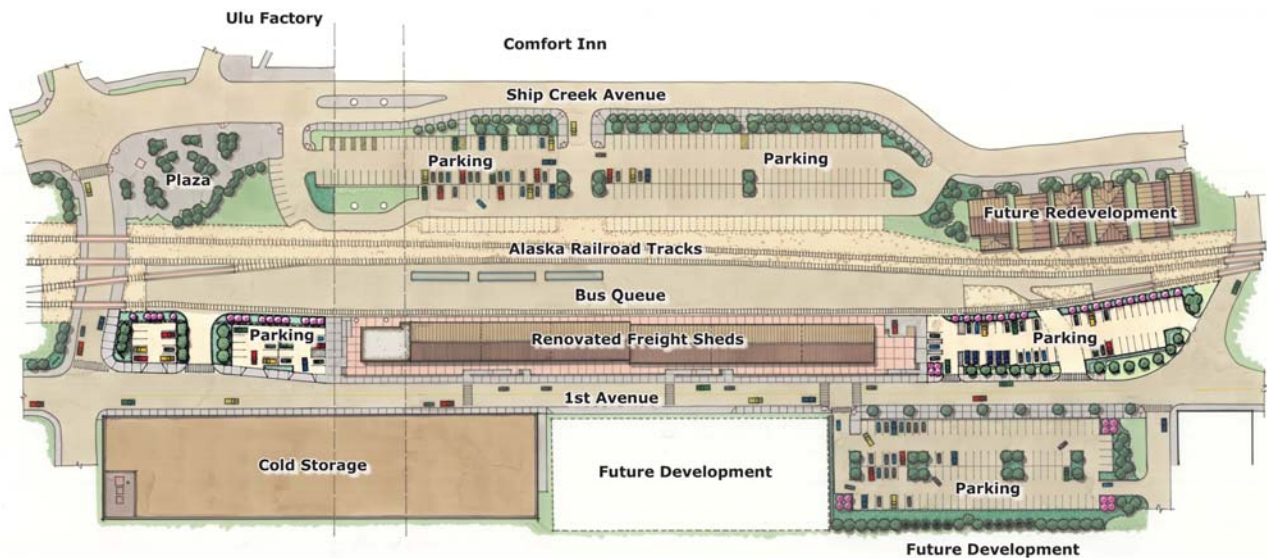 Ulu Factory
Comfort Inn
Ship Creek Avenue
Parking
Parking
Plaza
Future Redevelopment
Alaska Railroad Tracks
Bus Queue
Parking
Renovated Freight Sheds
Parking
1st Avenue
Cold Storage
Future Development
Parking
Future Development